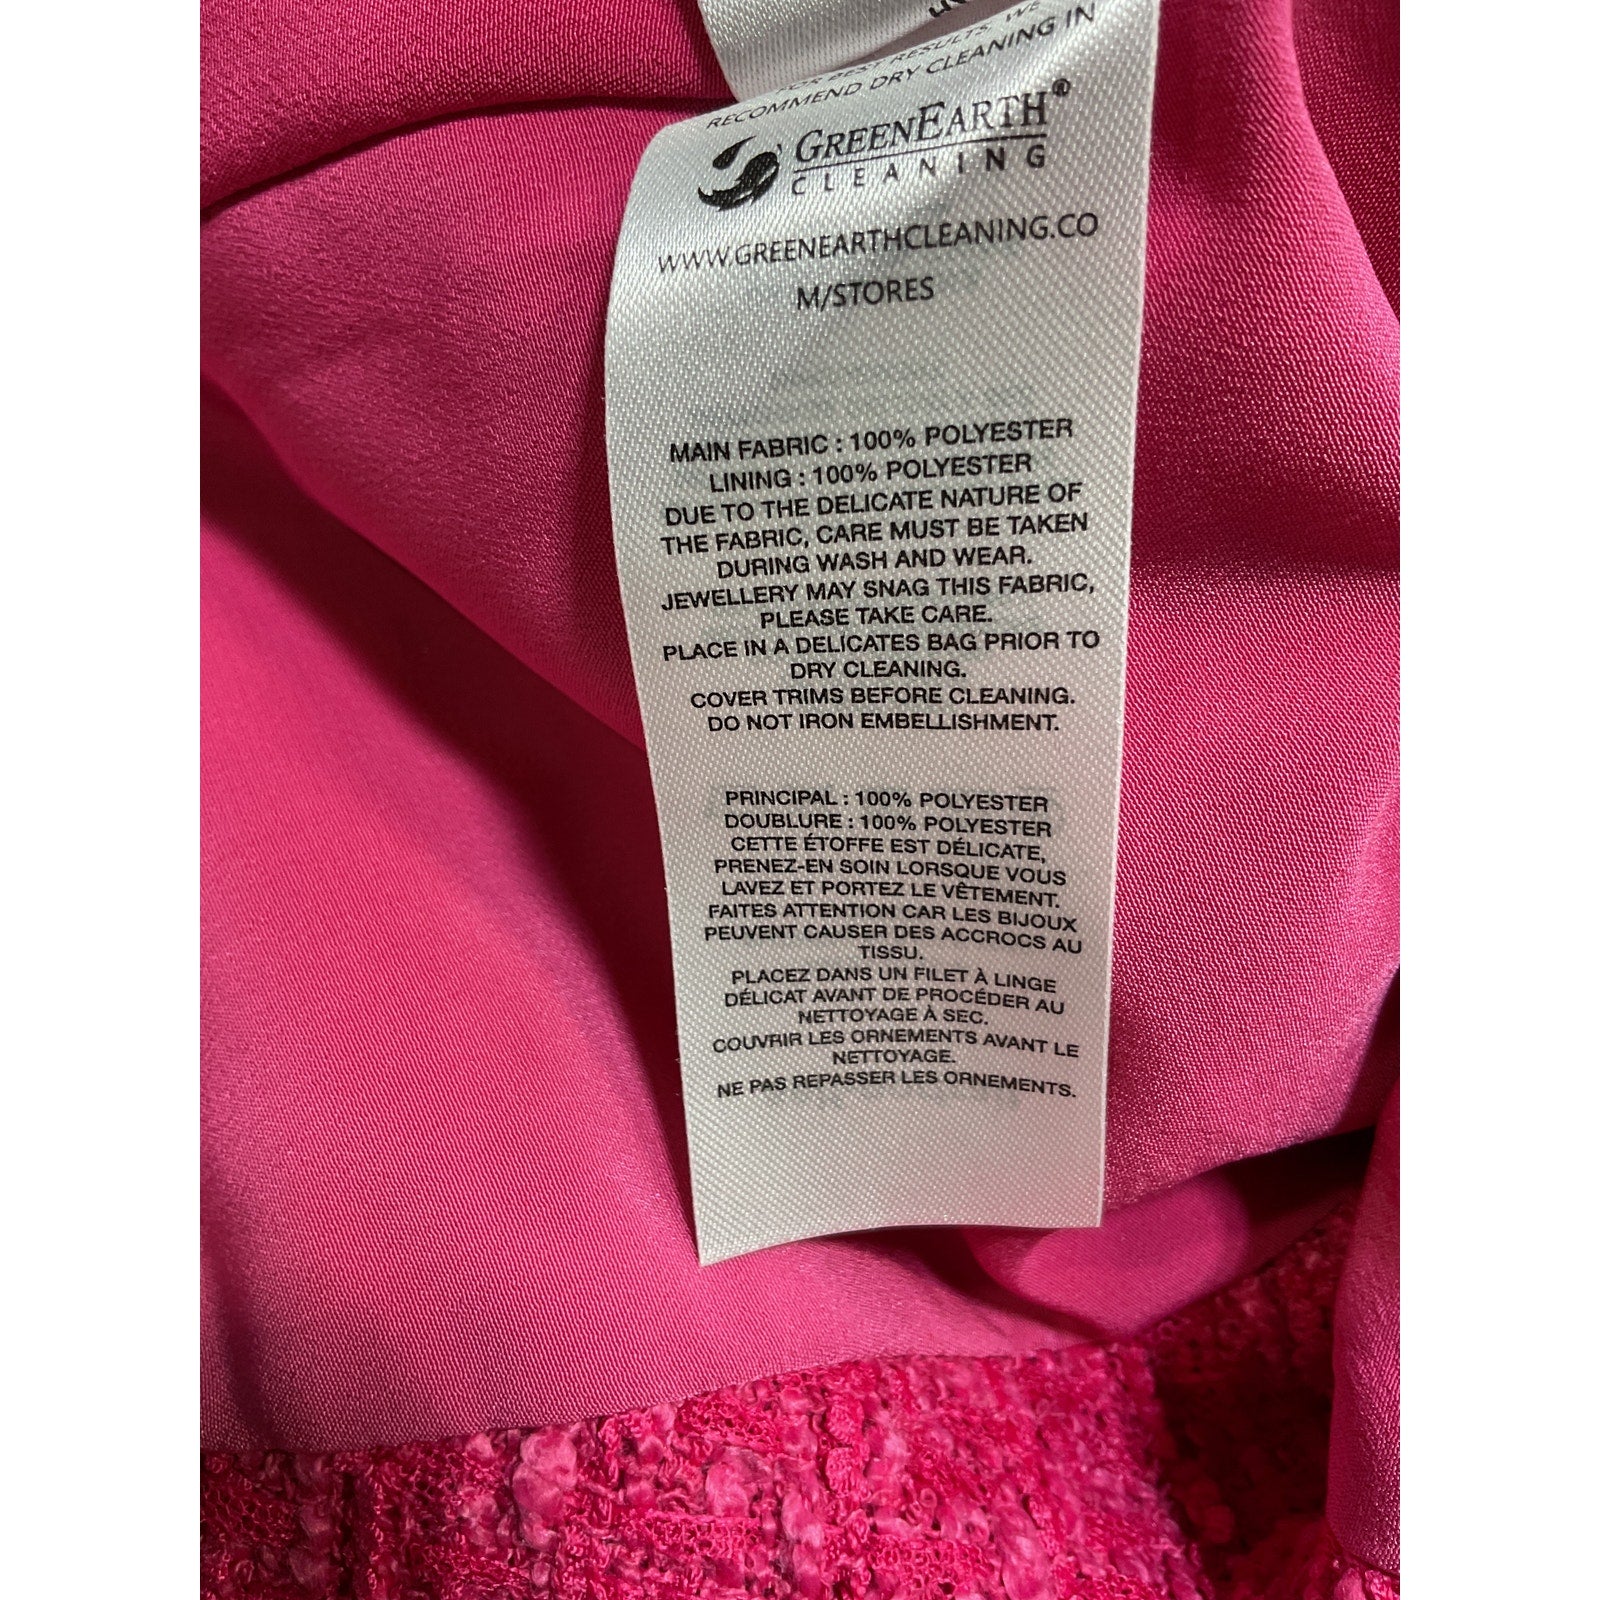 FOR BEST RESULTS, WE
RECOMMEND DRY CLEANING IN
GREENEARTH®
CLEANING
WWW.GREENEARTHCLEANING.CO
M/STORES
MAIN FABRIC : 100% POLYESTER
LINING : 100% POLYESTER
DUE TO THE DELICATE NATURE OF
THE FABRIC, CARE MUST BE TAKEN
DURING WASH AND WEAR.
JEWELLERY MAY SNAG THIS FABRIC,
PLEASE TAKE CARE.
PLACE IN A DELICATES BAG PRIOR TO
DRY CLEANING.
COVER TRIMS BEFORE CLEANING.
DO NOT IRON EMBELLISHMENT.
PRINCIPAL : 100% POLYESTER
DOUBLURE : 100% POLYESTER
CETTE ÉTOFFE EST DÉLICATE,
PRENEZ-EN SOIN LORSQUE VOUS
LAVEZ ET PORTEZ LE VÊTEMENT.
FAITES ATTENTION CAR LES BIJOUX
PEUVENT CAUSER DES ACCROCS AU
TISSU.
PLACEZ DANS UN FILET À LINGE
DÉLICAT AVANT DE PROCÉDER AU
NETTOYAGE À SEC.
COUVRIR LES ORNEMENTS AVANT LE
NETTOYAGE.
NE PAS REPASSER LES ORNEMENTS.